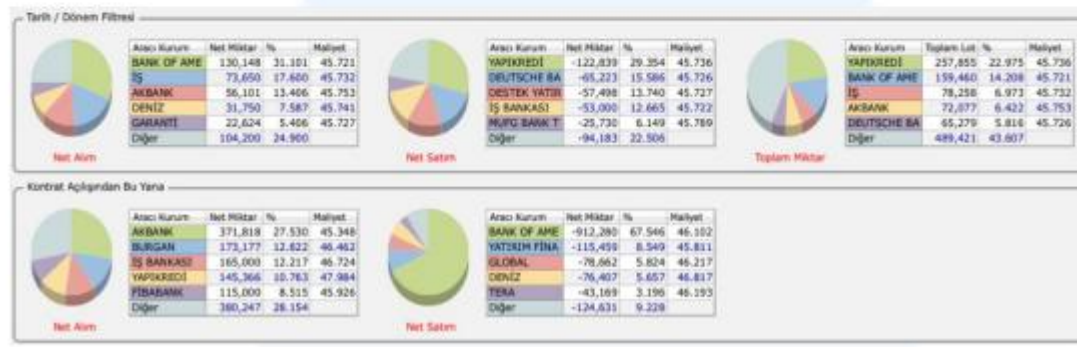 Tarih / Dönem Filtresi
Aracı Kurum Net Miktar % Maliyet
BANK OF AME 130,148 31.101 45.721
İŞ 73,650 17.600 45.732
AKBANK 56,101 13.406 45.753
DENİZ 31,750 7.587 45.741
GARANTİ 22,624 5.406 45.727
Diğer 104,200 24.900
Net Alım
Aracı Kurum Net Miktar % Maliyet
YAPIKREDİ -122,839 29.354 45.736
DEUTSCHE BA -65,223 15.586 45.726
DESTEK YATIR -57,498 13.740 45.727
İŞ BANKASI -53,000 12.665 45.722
MUFG BANK T -25,730 6.149 45.789
Diğer -94,183 22.506
Net Satım
Aracı Kurum Toplam Lot % Maliyet
YAPIKREDİ 257,855 22.975 45.736
BANK OF AME 159,460 14.208 45.721
İŞ 78,258 6.973 45.732
AKBANK 72,077 6.422 45.753
DEUTSCHE BA 65,279 5.816 45.726
Diğer 489,421 43.607
Toplam Miktar
Kontrat Açılışından Bu Yana
Aracı Kurum Net Miktar % Maliyet
AKBANK 371,818 27.530 45.348
BURGAN 173,177 12.822 46.462
İŞ BANKASI 165,000 12.217 46.724
YAPIKREDİ 145,366 10.763 47.984
FİBABANK 115,000 8.515 45.926
Diğer 380,247 28.154
Net Alım
Aracı Kurum Net Miktar % Maliyet
BANK OF AME -912,280 67.546 46.102
YATIRIM FİNA -115,459 8.549 45.811
GLOBAL -78,662 5.824 46.217
DENİZ -76,407 5.657 46.817
TERA -43,169 3.196 46.193
Diğer -124,631 9.228
Net Satım